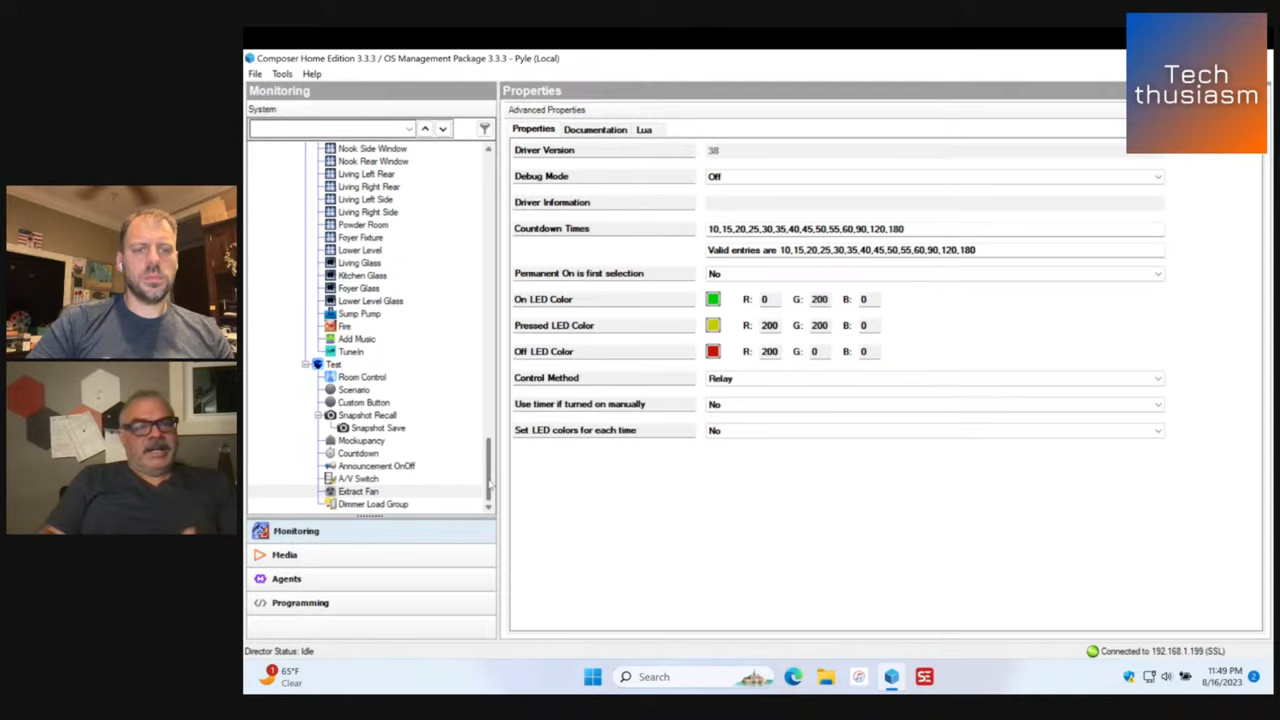 Tech
thusiasm
Composer Home Edition 3.3.3 / OS Management Package 3.3.3 - Pyle (Local)
File Tools Help
Monitoring
System
Nook Side Window
Nook Rear Window
Living Left Rear
Living Right Rear
Living Left Side
Living Right Side
Powder Room
Foyer Fixture
Lower Level
Living Glass
Kitchen Glass
Foyer Glass
Lower Level Glass
Sump Pump
Fire
Add Music
TuneIn
Test
Room Control
Scenario
Custom Button
Snapshot Recall
Snapshot Save
Mockupancy
Countdown
Announcement OnOff
A/V Switch
Extract Fan
Dimmer Load Group
Monitoring
Media
Agents
Programming
Properties
Advanced Properties
Properties Documentation Lua
Driver Version 38
Debug Mode Off
Driver Information
Countdown Times 10,15,20,25,30,35,40,45,50,55,60,90,120,180
Valid entries are 10,15,20,25,30,35,40,45,50,55,60,90,120,180
Permanent On is first selection No
On LED Color R: 0 G: 200 B: 0
Pressed LED Color R: 200 G: 200 B: 0
Off LED Color R: 200 G: 0 B: 0
Control Method Relay
Use timer if turned on manually No
Set LED colors for each time No
Director Status: Idle
Connected to 192.168.1.199 (SSL)
1
65°F
Clear
Search
SE
11:49 PM
8/16/2023
2